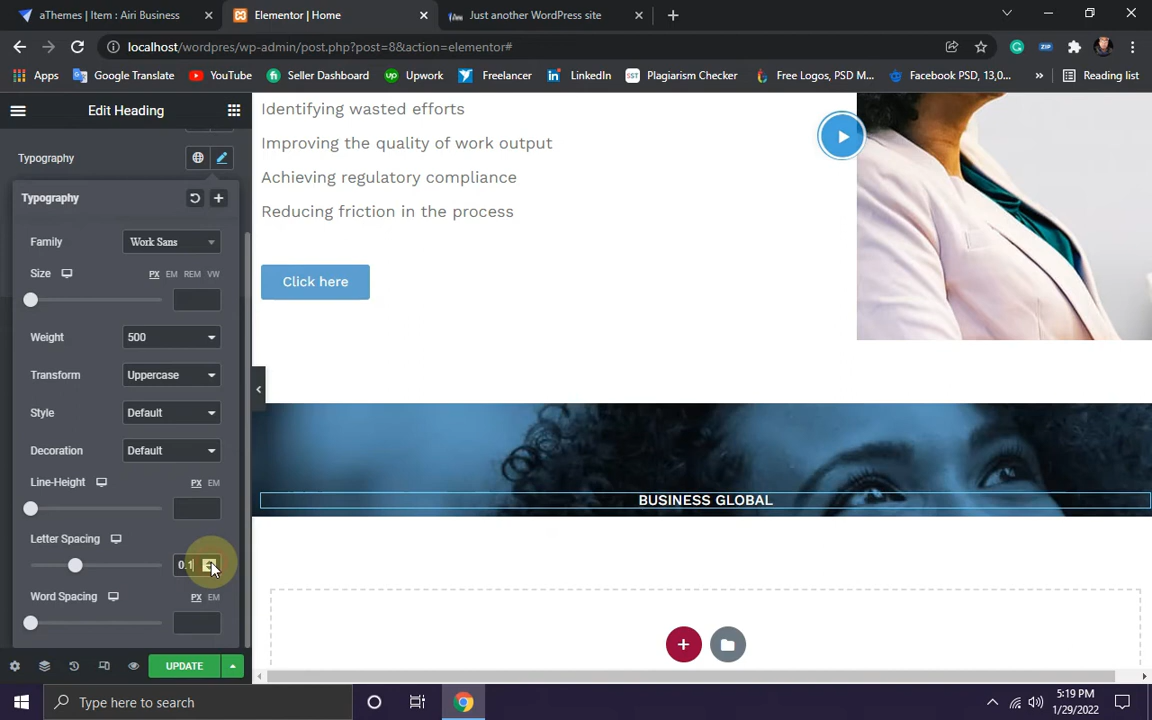 aThemes | Item : Airi Business
Elementor | Home
Just another WordPress site
localhost/wordpres/wp-admin/post.php?post=8&action=elementor#
Apps
Google Translate
YouTube
Seller Dashboard
Upwork
Freelancer
LinkedIn
Plagiarism Checker
Free Logos, PSD M...
Facebook PSD, 13,0...
Reading list
Edit Heading
Typography
Typography
Family
Work Sans
Size
PX EM REM VW
Weight
500
Transform
Uppercase
Style
Default
Decoration
Default
Line-Height
PX EM
Letter Spacing
0.1
Word Spacing
PX EM
UPDATE
Identifying wasted efforts
Improving the quality of work output
Achieving regulatory compliance
Reducing friction in the process
Click here
BUSINESS GLOBAL
Type here to search
5:19 PM
1/29/2022